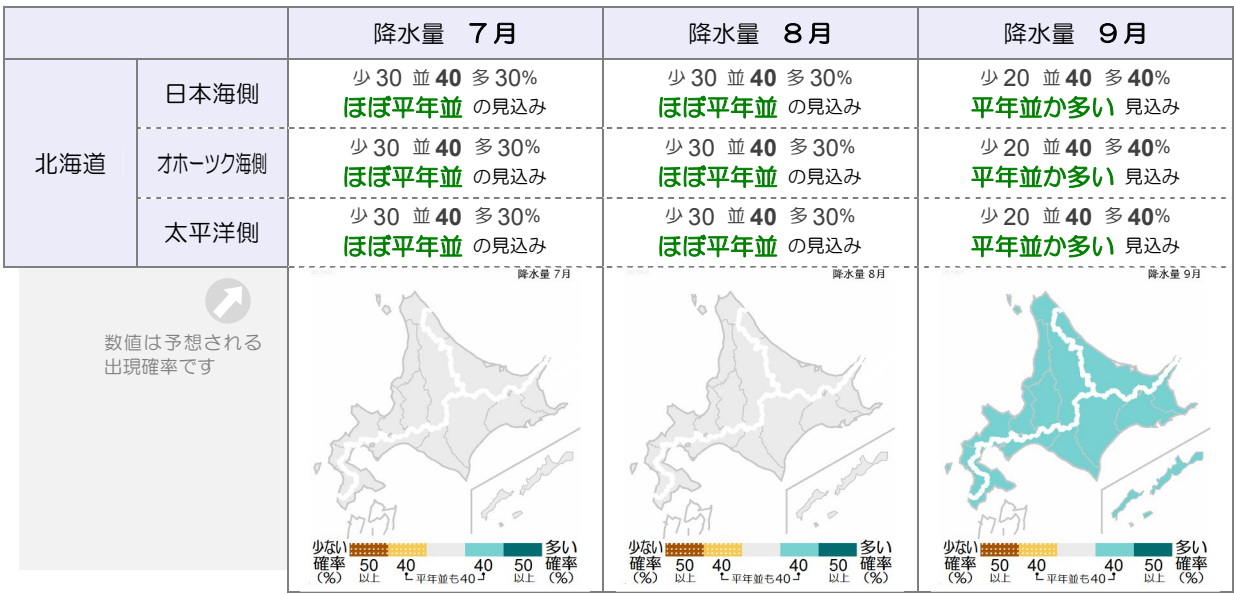 降水量 7月
降水量 8月
降水量 9月
北海道
日本海側
少 30 並 40 多 30%
ほぼ平年並 の見込み
少 30 並 40 多 30%
ほぼ平年並 の見込み
少 20 並 40 多 40%
平年並か多い 見込み
オホーツク海側
少 30 並 40 多 30%
ほぼ平年並 の見込み
少 30 並 40 多 30%
ほぼ平年並 の見込み
少 20 並 40 多 40%
平年並か多い 見込み
太平洋側
少 30 並 40 多 30%
ほぼ平年並 の見込み
少 30 並 40 多 30%
ほぼ平年並 の見込み
少 20 並 40 多 40%
平年並か多い 見込み
数値は予想される
出現確率です
降水量 7月
少ない 多い
確率 50 40 40 50 確率
(%) 以上 平年並も40 以上 (%)
降水量 8月
少ない 多い
確率 50 40 40 50 確率
(%) 以上 平年並も40 以上 (%)
降水量 9月
少ない 多い
確率 50 40 40 50 確率
(%) 以上 平年並も40 以上 (%)